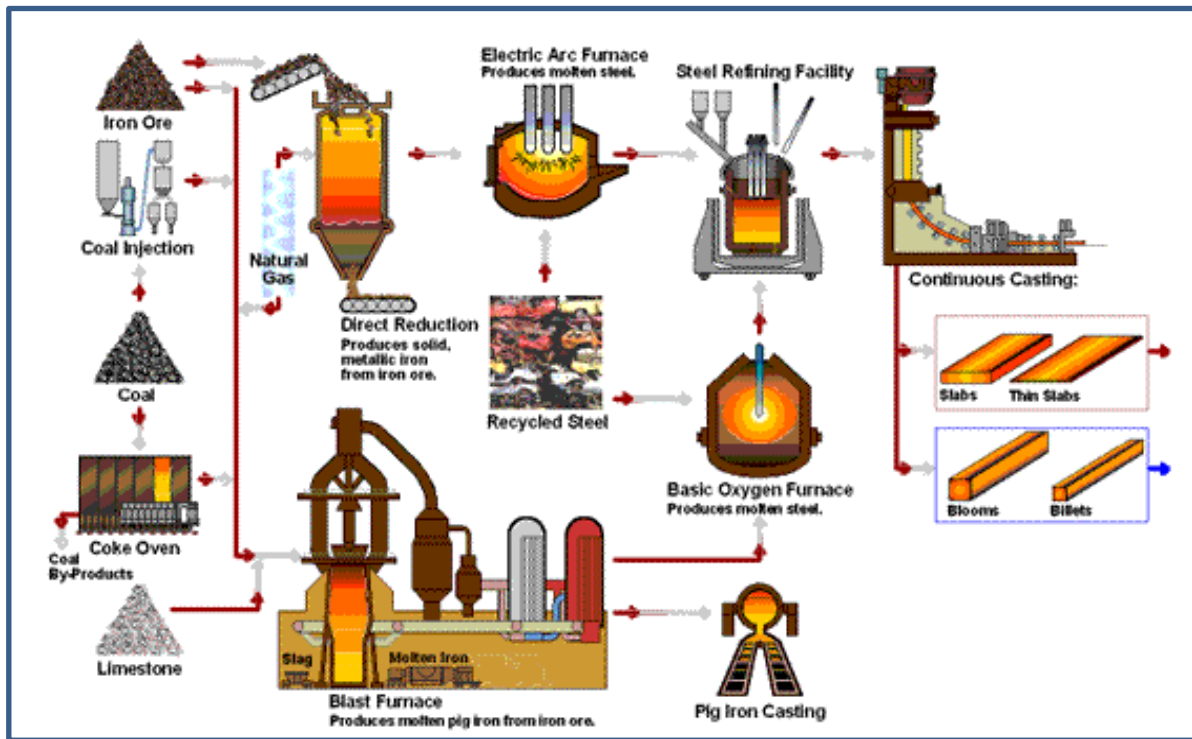 Iron Ore
Coal Injection
Coal
Coke Oven
Coal
By-Products
Limestone
Natural
Gas
Direct Reduction
Produces solid,
metallic iron
from iron ore.
Electric Arc Furnace
Produces molten steel.
Recycled Steel
Slag
Molten Iron
Blast Furnace
Produces molten pig iron from iron ore.
Steel Refining Facility
Basic Oxygen Furnace
Produces molten steel.
Pig Iron Casting
Continuous Casting:
Slabs
Thin Slabs
Blooms
Billets